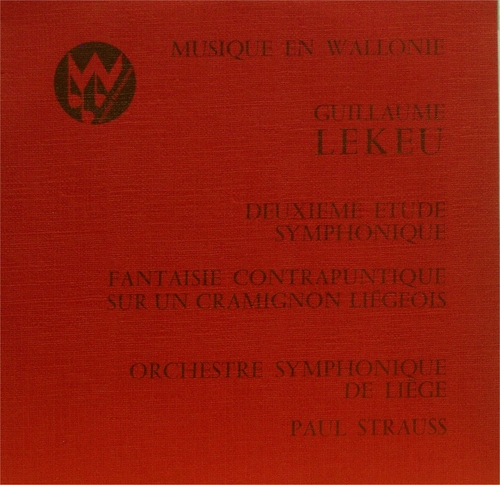 MUSIQUE EN WALLONIE
GUILLAUME
LEKEU
DEUXIEME ETUDE
SYMPHONIQUE
FANTAISIE CONTRAPUNTIQUE
SUR UN CRAMIGNON LIÉGEOIS
ORCHESTRE SYMPHONIQUE
DE LIEGE
PAUL STRAUSS